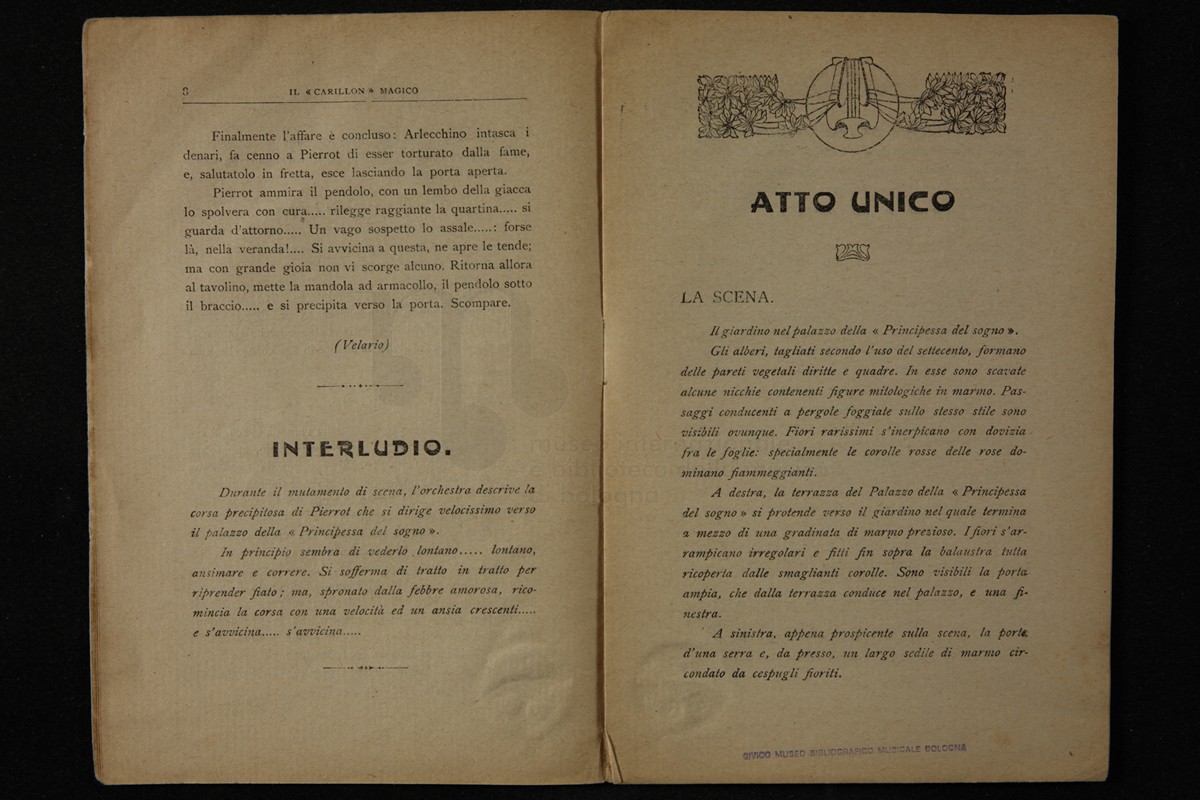 8
IL « CARILLON » MAGICO
Finalmente l'affare è concluso: Arlecchino intasca i
denari, fa cenno a Pierrot di esser torturato dalla fame,
e, salutatolo in fretta, esce lasciando la porta aperta.
Pierrot ammira il pendolo, con un lembo della giacca
lo spolvera con cura..... rilegge raggiante la quartina..... si
guarda d'attorno..... Un vago sospetto lo assale.....: forse
là, nella veranda!.... Si avvicina a questa, ne apre le tende;
ma con grande gioia non vi scorge alcuno. Ritorna allora
al tavolino, mette la mandola ad armacollo, il pendolo sotto
il braccio..... e si precipita verso la porta. Scompare.
(Velario)
INTERLUDIO.
Durante il mutamento di scena, l'orchestra descrive la
corsa precipitosa di Pierrot che si dirige velocissimo verso
il palazzo della « Principessa del sogno ».
In principio sembra di vederlo lontano..... lontano,
ansimare e correre. Si sofferma di tratto in tratto per
riprender fiato; ma, spronato dalla febbre amorosa, rico-
mincia la corsa con una velocità ed un ansia crescenti.....
e s'avvicina..... s'avvicina.....
ATTO UNICO
LA SCENA.
Il giardino nel palazzo della « Principessa del sogno ».
Gli alberi, tagliati secondo l'uso del settecento, formano
delle pareti vegetali diritte e quadre. In esse sono scavate
alcune nicchie contenenti figure mitologiche in marmo. Pas-
saggi conducenti a pergole foggiate sullo stesso stile sono
visibili ovunque. Fiori rarissimi s'inerpicano con dovizia
fra le foglie: specialmente le corolle rosse delle rose do-
minano fiammeggianti.
A destra, la terrazza del Palazzo della « Principessa
del sogno » si protende verso il giardino nel quale termina
a mezzo di una gradinata di marmo prezioso. I fiori s'ar-
rampicano irregolari e fitti fin sopra la balaustra tutta
ricoperta dalle smaglianti corolle. Sono visibili la porta
ampia, che dalla terrazza conduce nel palazzo, e una fi-
nestra.
A sinistra, appena prospicente sulla scena, la porta
d'una serra e, da presso, un largo sedile di marmo cir-
condato da cespugli fioriti.
CIVICO MUSEO BIBLIOGRAFICO MUSICALE BOLOGNA